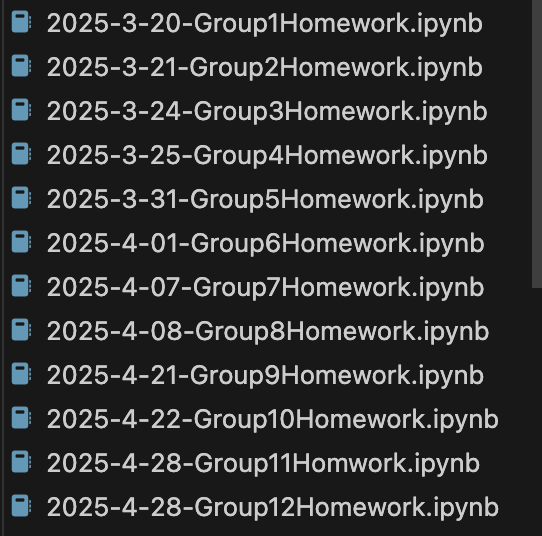 2025-3-20-Group1Homework.ipynb
2025-3-21-Group2Homework.ipynb
2025-3-24-Group3Homework.ipynb
2025-3-25-Group4Homework.ipynb
2025-3-31-Group5Homework.ipynb
2025-4-01-Group6Homework.ipynb
2025-4-07-Group7Homework.ipynb
2025-4-08-Group8Homework.ipynb
2025-4-21-Group9Homework.ipynb
2025-4-22-Group10Homework.ipynb
2025-4-28-Group11Homwork.ipynb
2025-4-28-Group12Homework.ipynb